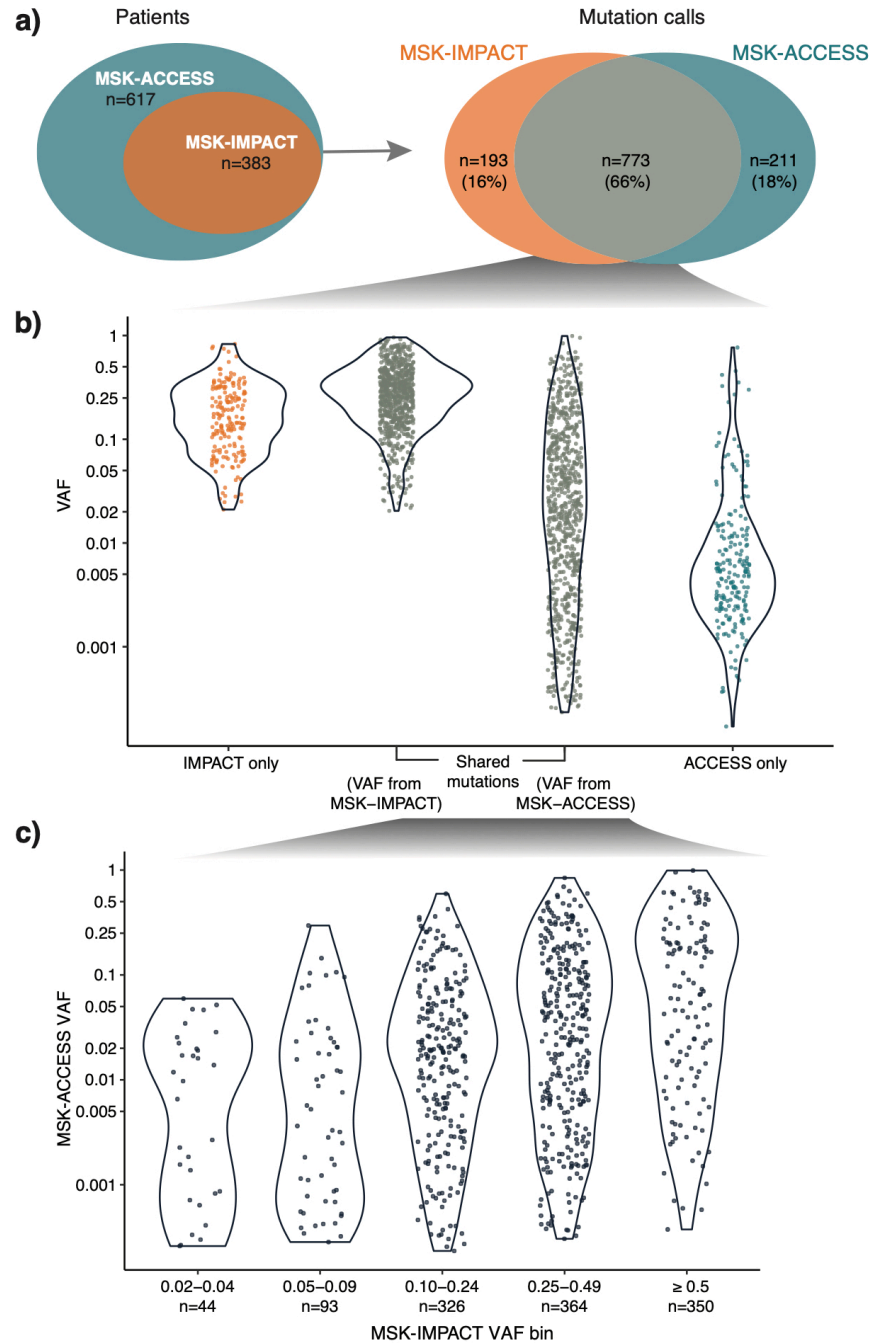 a)
Patients
Mutation calls
MSK-ACCESS
n=617
MSK-IMPACT
n=383
MSK-IMPACT
MSK-ACCESS
n=193
(16%)
n=773
(66%)
n=211
(18%)
b)
VAF
1
0.5
0.25
0.1
0.05
0.02
0.01
0.005
0.001
IMPACT only
Shared
mutations
(VAF from
MSK–IMPACT)
(VAF from
MSK–ACCESS)
ACCESS only
c)
MSK-ACCESS VAF
1
0.5
0.25
0.1
0.05
0.02
0.01
0.005
0.001
0.02–0.04
n=44
0.05–0.09
n=93
0.10–0.24
n=326
0.25–0.49
n=364
≥ 0.5
n=350
MSK-IMPACT VAF bin